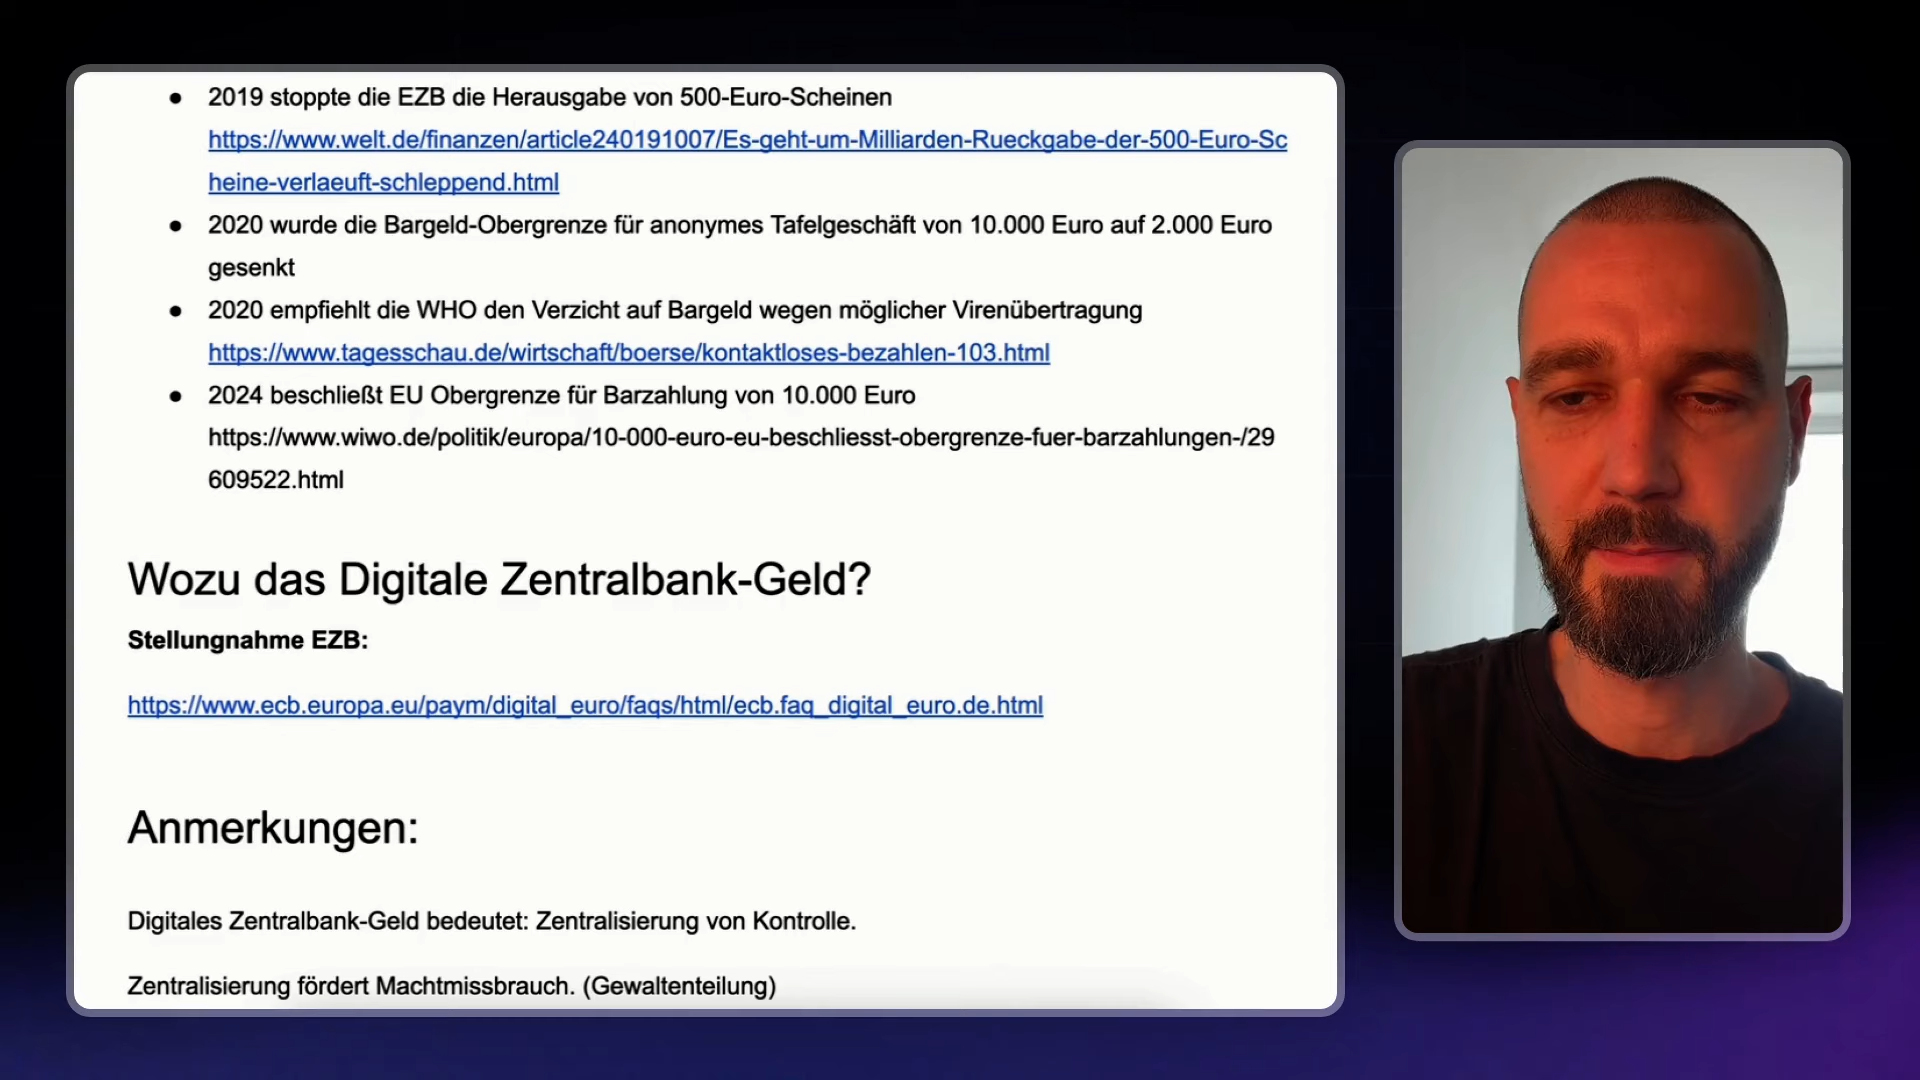 ● 2019 stoppte die EZB die Herausgabe von 500-Euro-Scheinen
https://www.welt.de/finanzen/article240191007/Es-geht-um-Milliarden-Rueckgabe-der-500-Euro-Sc
heine-verlaeuft-schleppend.html
● 2020 wurde die Bargeld-Obergrenze für anonymes Tafelgeschäft von 10.000 Euro auf 2.000 Euro
gesenkt
● 2020 empfiehlt die WHO den Verzicht auf Bargeld wegen möglicher Virenübertragung
https://www.tagesschau.de/wirtschaft/boerse/kontaktloses-bezahlen-103.html
● 2024 beschließt EU Obergrenze für Barzahlung von 10.000 Euro
https://www.wiwo.de/politik/europa/10-000-euro-eu-beschliesst-obergrenze-fuer-barzahlungen-/29
609522.html
Wozu das Digitale Zentralbank-Geld?
Stellungnahme EZB:
https://www.ecb.europa.eu/paym/digital_euro/faqs/html/ecb.faq_digital_euro.de.html
Anmerkungen:
Digitales Zentralbank-Geld bedeutet: Zentralisierung von Kontrolle.
Zentralisierung fördert Machtmissbrauch. (Gewaltenteilung)